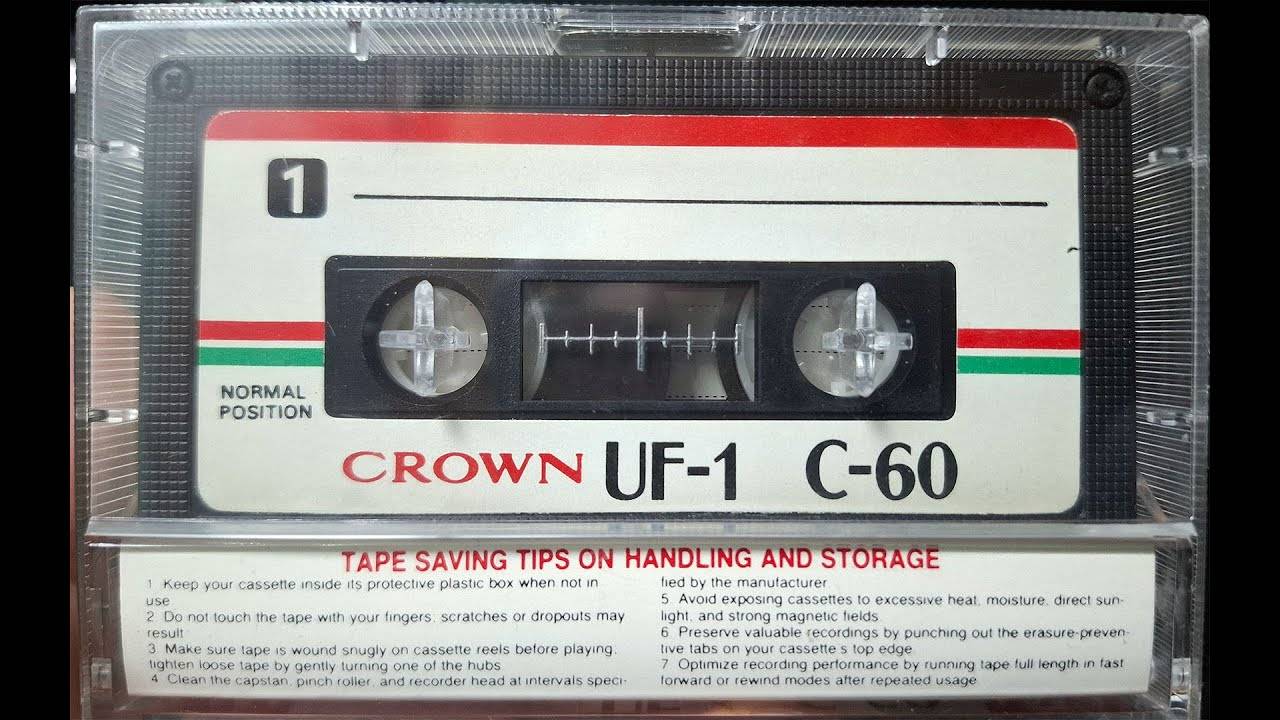 1
NORMAL
POSITION
CROWN UF-1 C-60
TAPE SAVING TIPS ON HANDLING AND STORAGE
1 Keep your cassette inside its protective plastic box when not in
use
2. Do not touch the tape with your fingers, scratches or dropouts may
result
3. Make sure tape is wound snugly on cassette reels before playing,
tighten loose tape by gently turning one of the hubs
4 Clean the capstan, pinch roller, and recorder head at intervals speci-
fied by the manufacturer
5. Avoid exposing cassettes to excessive heat, moisture, direct sun-
light, and strong magnetic fields.
6. Preserve valuable recordings by punching out the erasure-preven-
tive tabs on your cassette s top edge
7 Optimize recording performance by running tape full length in fast
forward or rewind modes after repeated usage